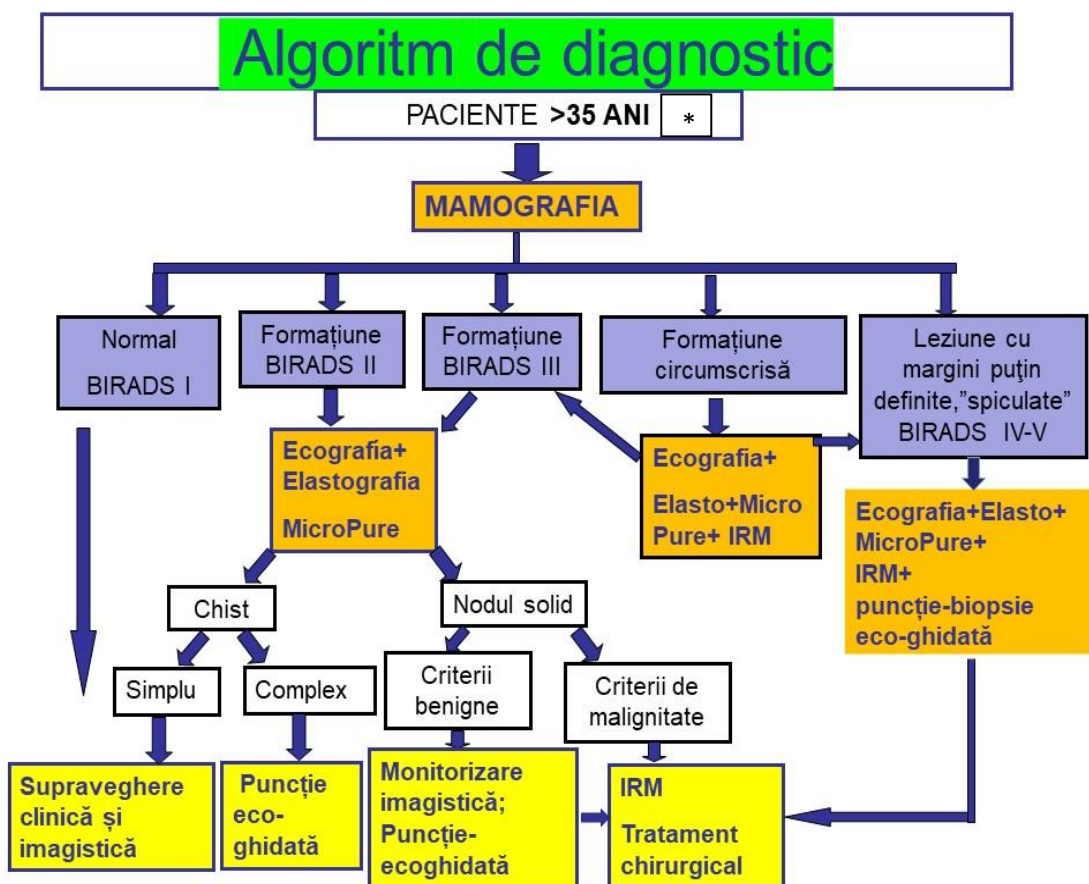 Algoritm de diagnostic
PACIENTE >35 ANI *
MAMOGRAFIA
Normal
BIRADS I
Formațiune
BIRADS II
Formațiune
BIRADS III
Formațiune
circumscrisă
Leziune cu
margini puţin
definite,”spiculate”
BIRADS IV-V
Ecografia+
Elastografia
MicroPure
Ecografia+
Elasto+Micro
Pure+ IRM
Ecografia+Elasto+
MicroPure+
IRM+
puncție-biopsie
eco-ghidată
Chist
Nodul solid
Simplu
Complex
Criterii
benigne
Criterii de
malignitate
Supraveghere
clinică și
imagistică
Puncție
eco-
ghidată
Monitorizare
imagistică;
Puncție-
ecoghidată
IRM
Tratament
chirurgical